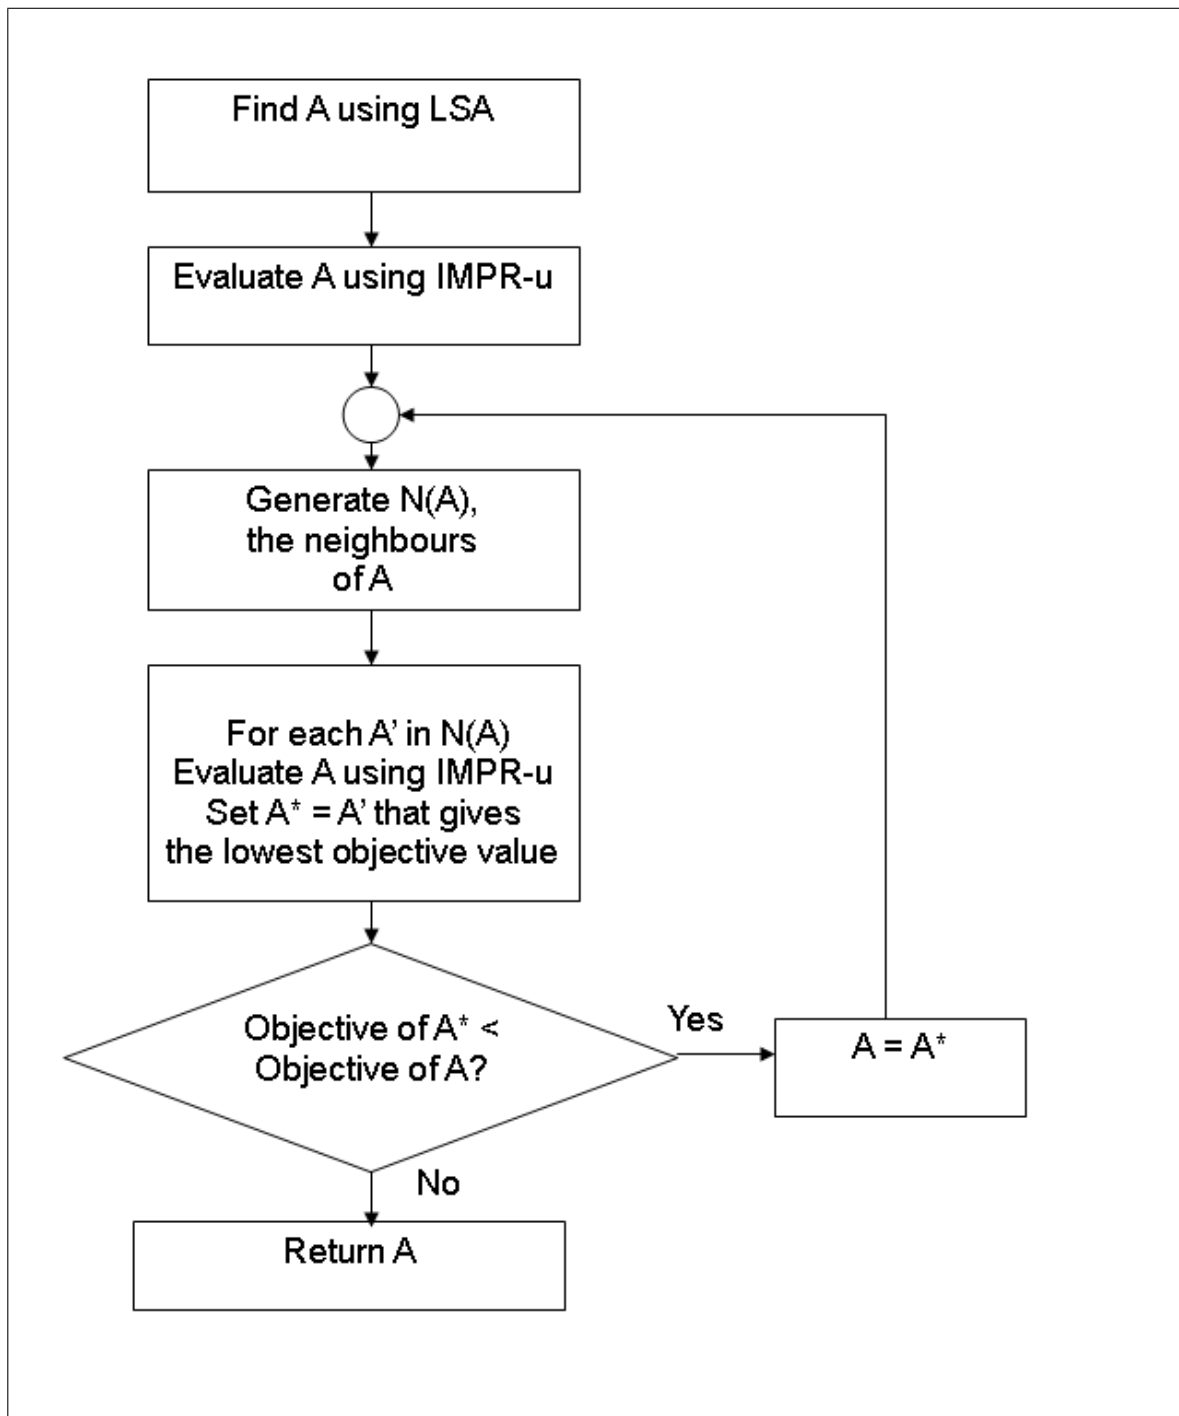 Find A using LSA
Evaluate A using IMPR-u
Generate N(A),
the neighbours
of A
For each A’ in N(A)
Evaluate A using IMPR-u
Set A* = A’ that gives
the lowest objective value
Objective of A* <
Objective of A?
Yes
A = A*
No
Return A